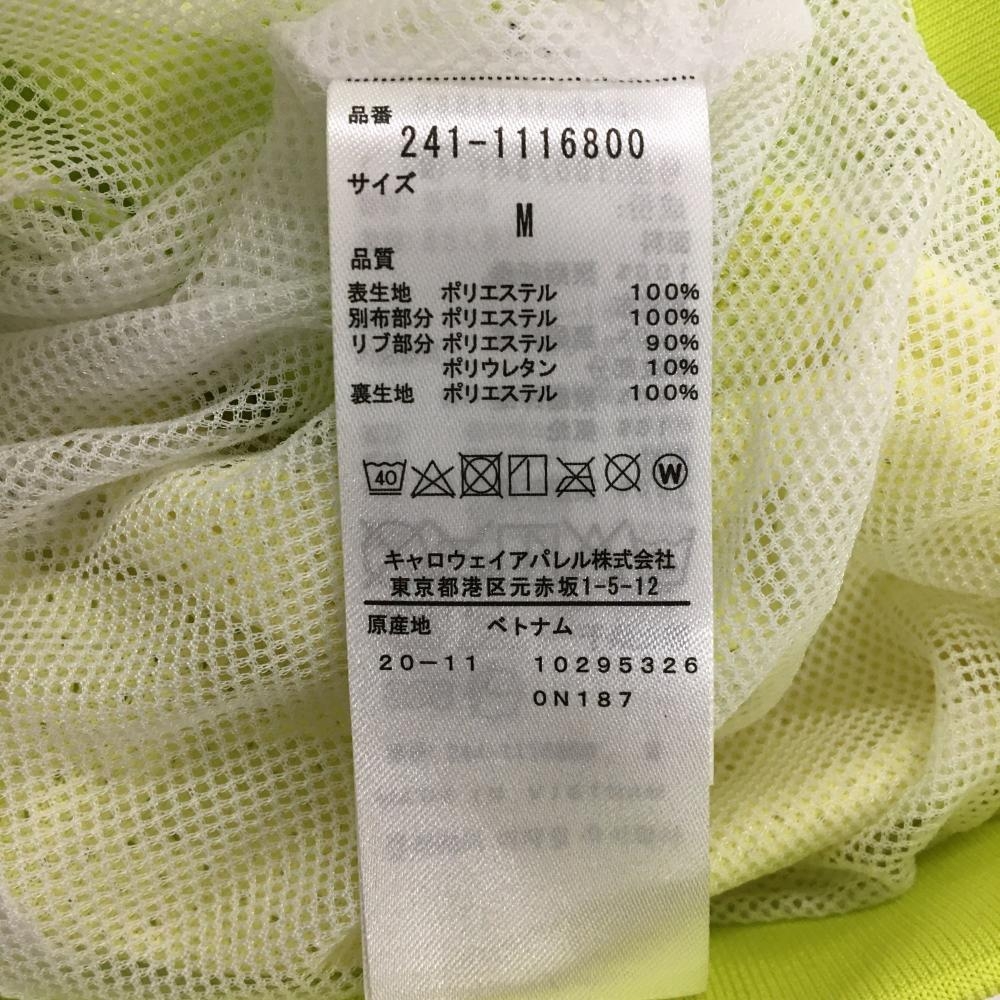 品番
241-1116800
サイズ
M
品質
表生地 ポリエステル 100%
別布部分 ポリエステル 100%
リブ部分 ポリエステル 90%
ポリウレタン 10%
裏生地 ポリエステル 100%
40 W
キャロウェイアパレル株式会社
東京都港区元赤坂1-5-12
原産地 ベトナム
20-11 10295326
0N187